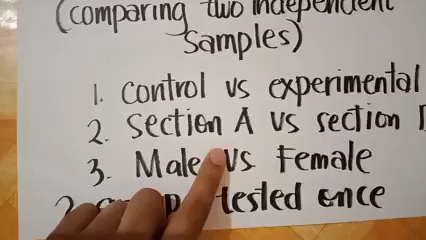 (comparing two independent
samples)
1. control vs experimental
2. section A vs section
3. Male vs Female
tested once